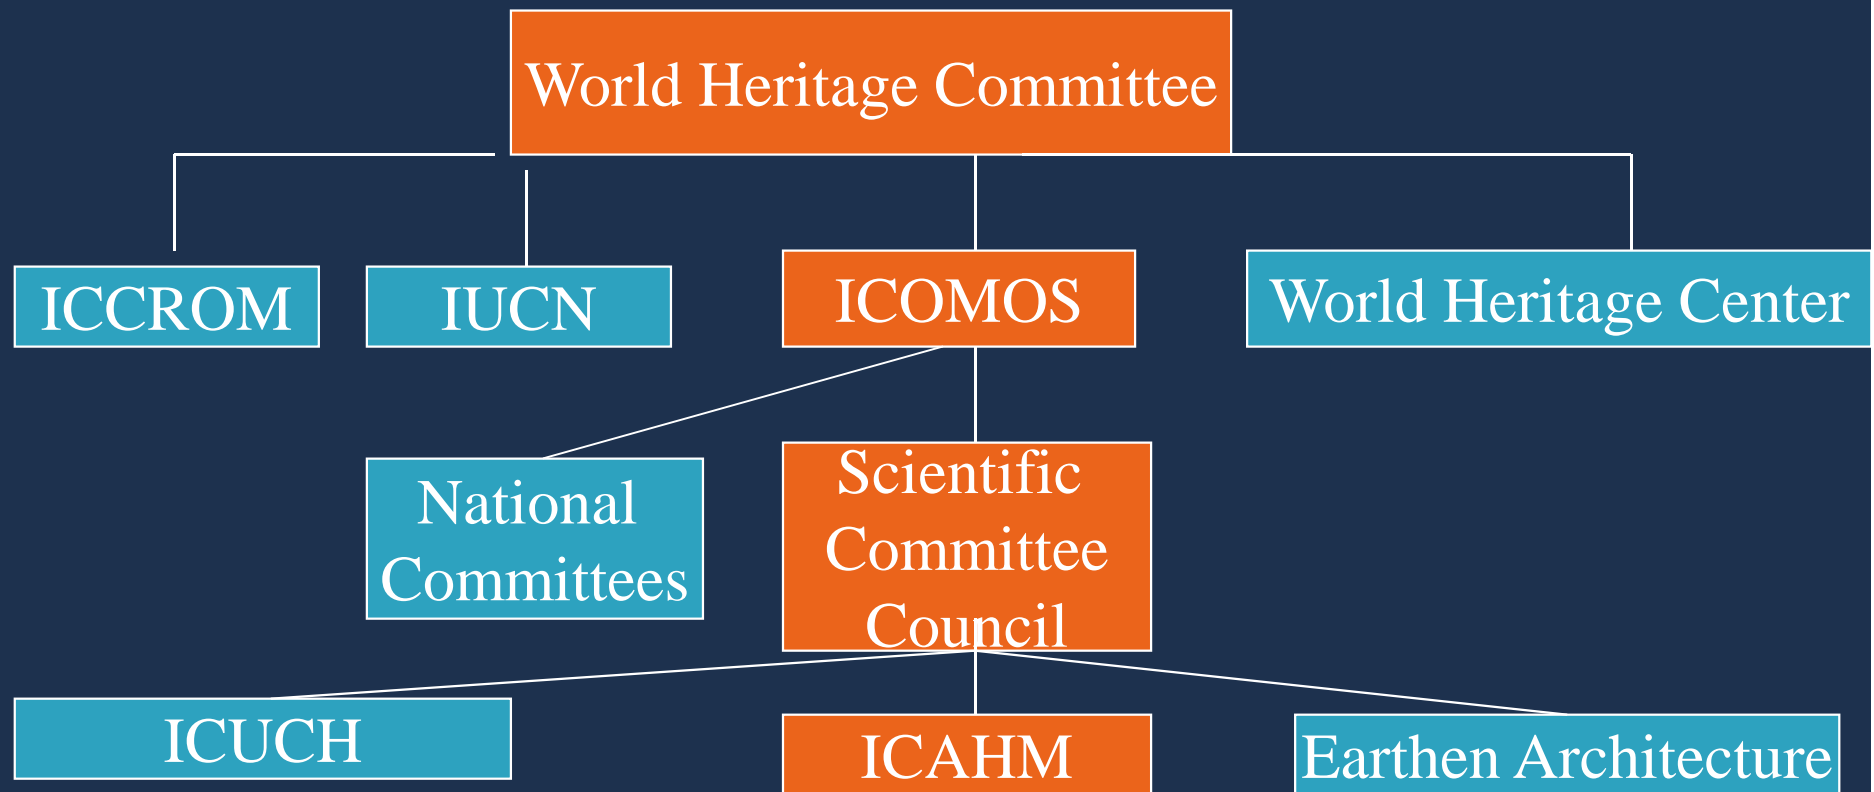 World Heritage Committee
ICCROM
IUCN
ICOMOS
World Heritage Center
National
Committees
Scientific
Committee
Council
ICUCH
ICAHM
Earthen Architecture